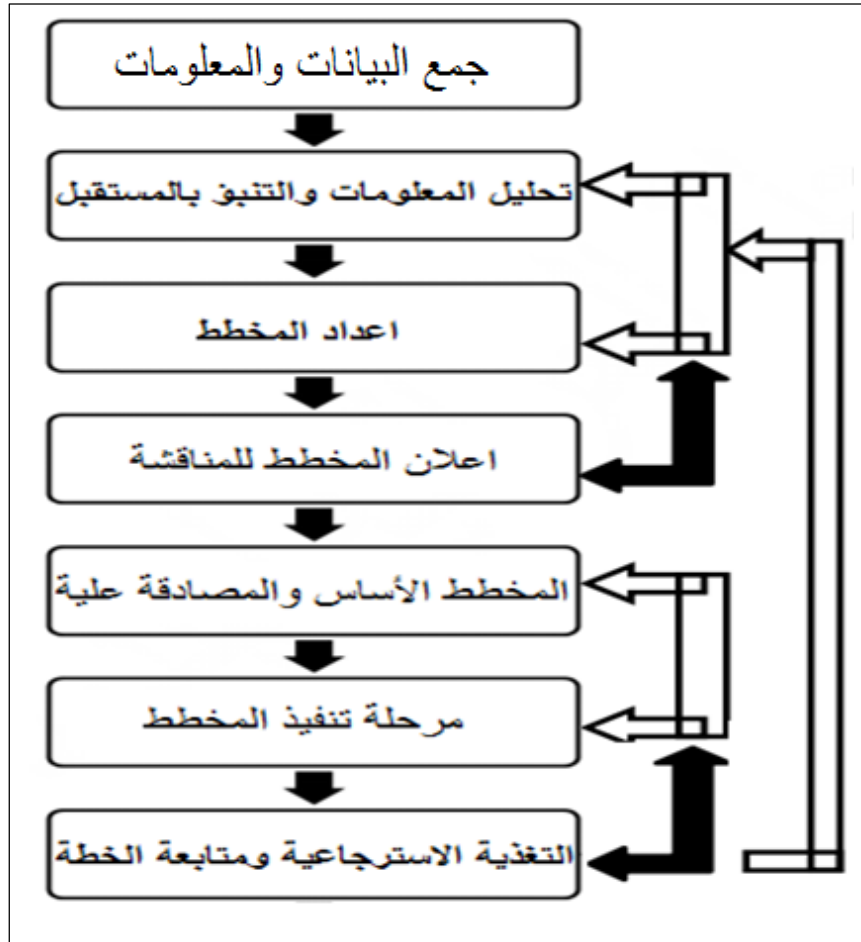 جمع البيانات والمعلومات
تحليل المعلومات والتنبؤ بالمستقبل
اعداد المخطط
اعلان المخطط للمناقشة
المخطط الأساس والمصادقة علية
مرحلة تنفيذ المخطط
التغذية الاسترجاعية ومتابعة الخطة